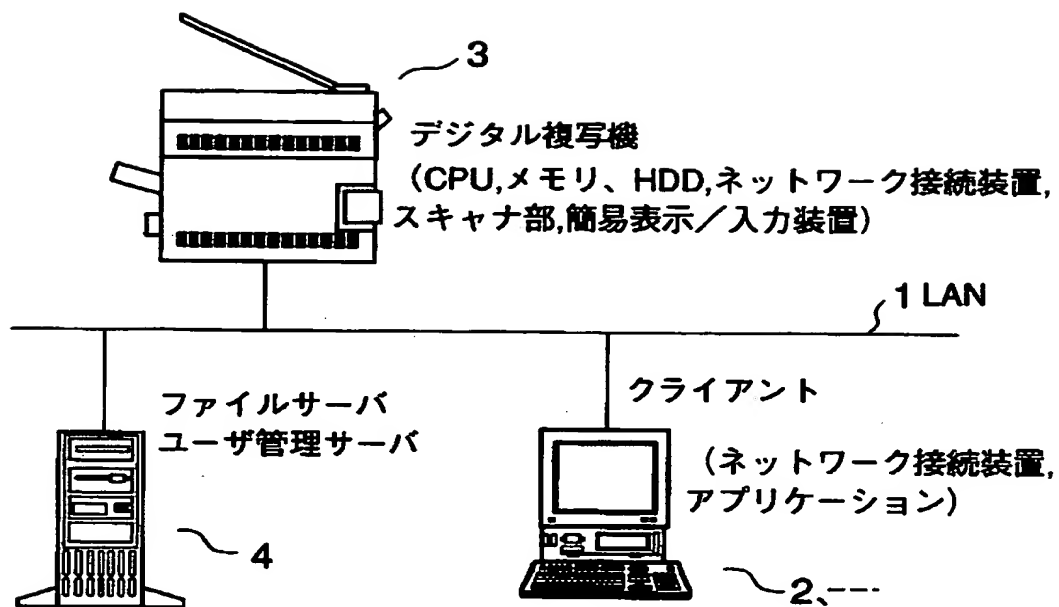 3
デジタル複写機
（CPU,メモリ、HDD,ネットワーク接続装置,
スキャナ部,簡易表示／入力装置）
1 LAN
ファイルサーバ
ユーザ管理サーバ
4
クライアント
（ネットワーク接続装置,
アプリケーション）
2、---